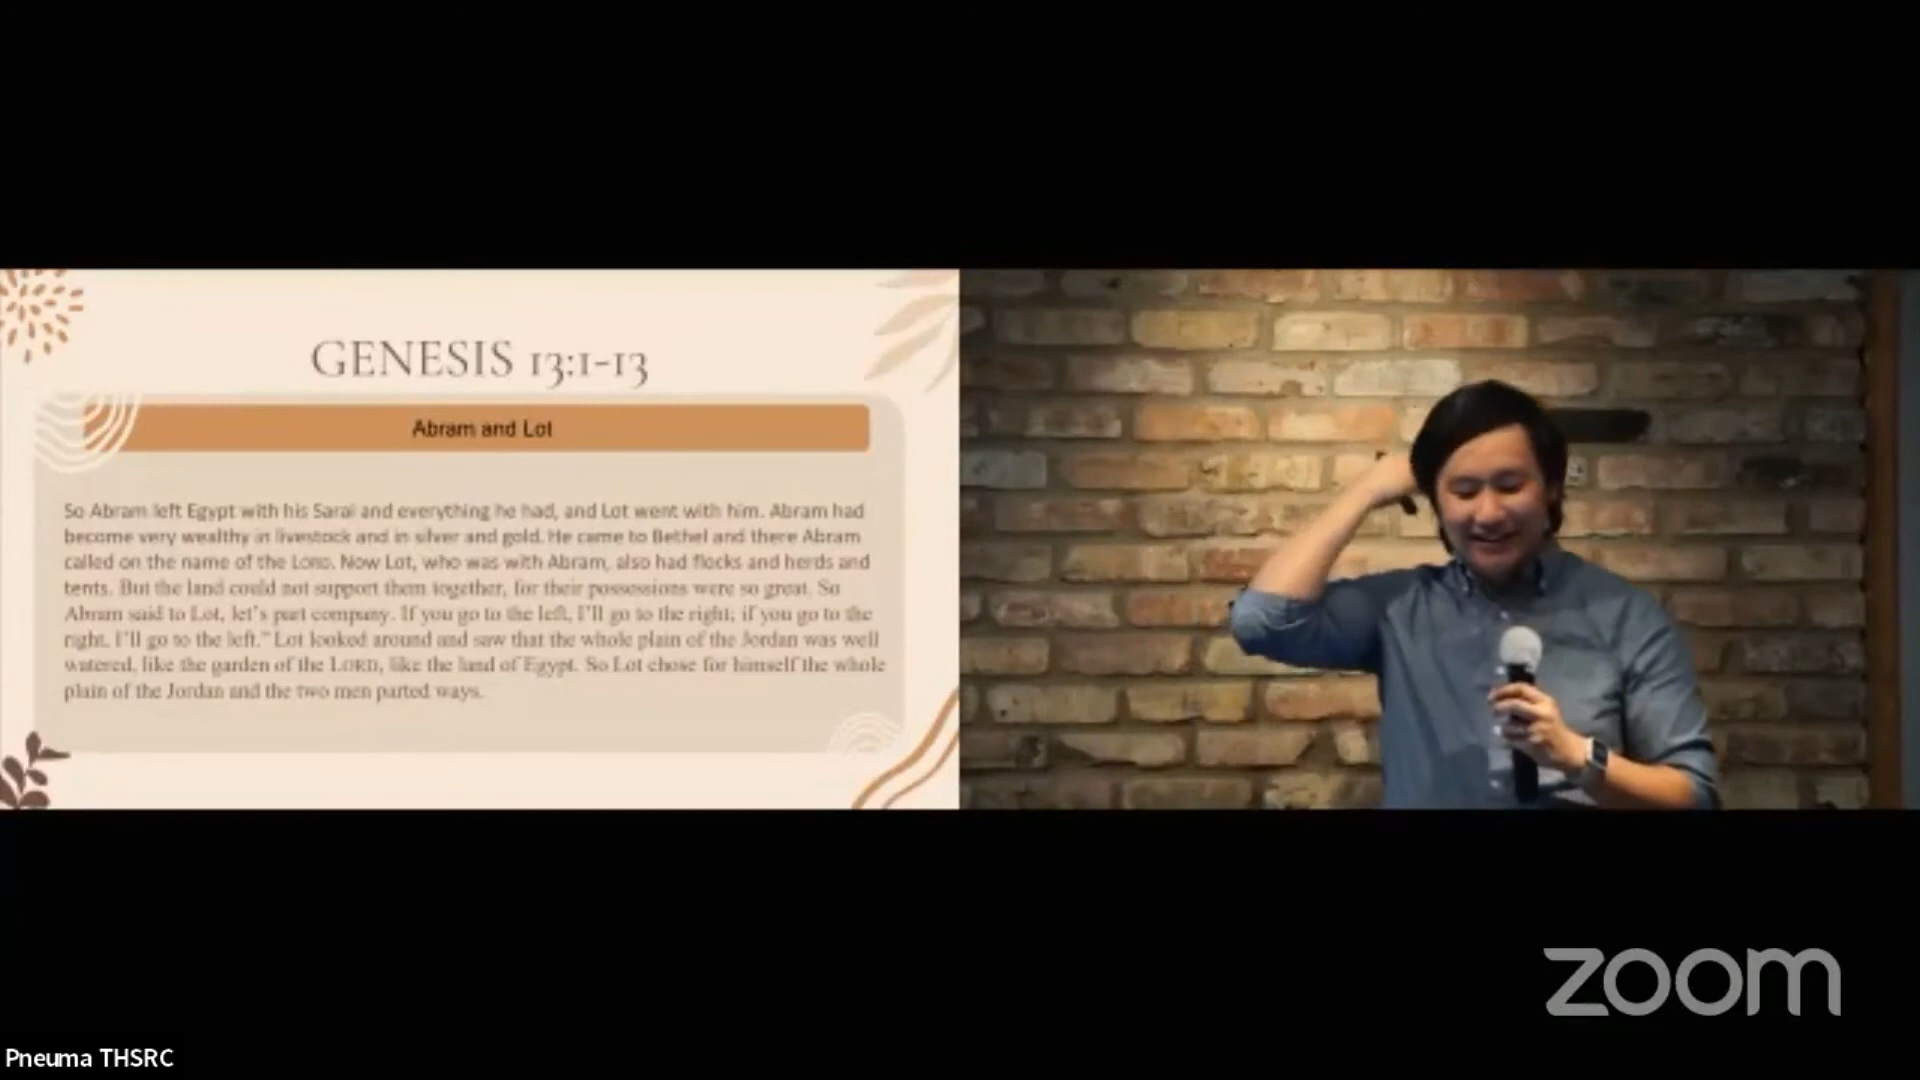 GENESIS 13:1-13
Abram and Lot
So Abram left Egypt with his Sarai and everything he had, and Lot went with him. Abram had
become very wealthy in livestock and in silver and gold. He came to Bethel and there Abram
called on the name of the LORD. Now Lot, who was with Abram, also had flocks and herds and
tents. But the land could not support them together, for their possessions were so great. So
Abram said to Lot, let's part company. If you go to the left, I'll go to the right; if you go to the
right, I'll go to the left." Lot looked around and saw that the whole plain of the Jordan was well
watered, like the garden of the LORD, like the land of Egypt. So Lot chose for himself the whole
plain of the Jordan and the two men parted ways.
zoom
Pneuma THSRC